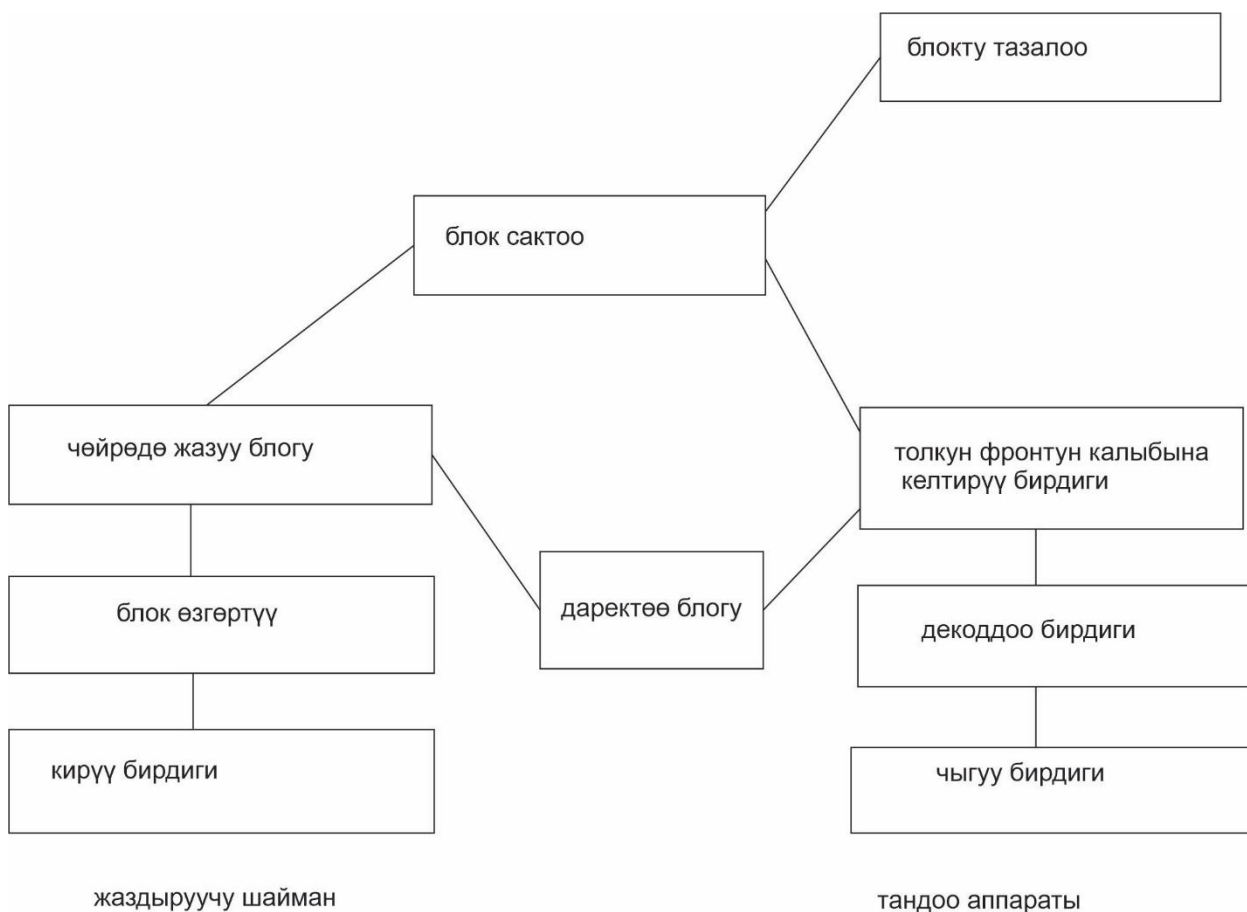 блокту тазалоо
блок сактоо
чөйрөдө жазуу блогу
толкун фронтун калыбына
келтирүү бирдиги
даректөө блогу
блок өзгөртүү
декоддоо бирдиги
кирүү бирдиги
чыгуу бирдиги
жаздыруучу шайман
тандоо аппараты